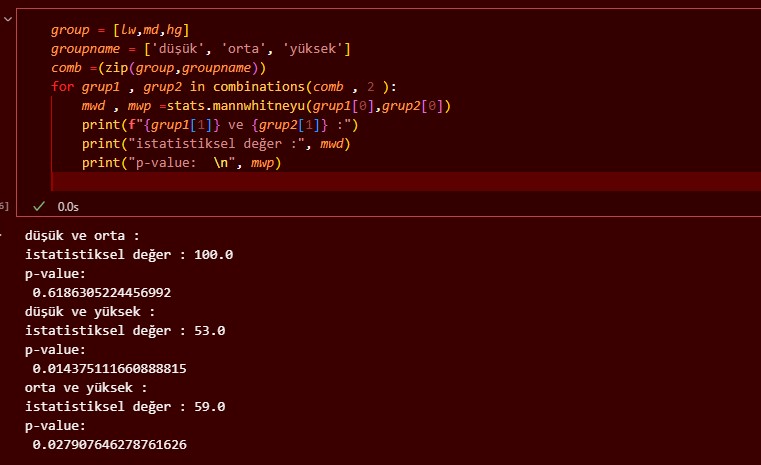 group = [lw,md,hg]
groupname = ['düşük', 'orta', 'yüksek']
comb =(zip(group,groupname))
for grup1 , grup2 in combinations(comb , 2 ):
    mwd , mwp =stats.mannwhitneyu(grup1[0],grup2[0])
    print(f"{grup1[1]} ve {grup2[1]} :")
    print("istatistiksel değer :", mwd)
    print("p-value:  \n", mwp)
6]
0.0s
düşük ve orta :
istatistiksel değer : 100.0
p-value:
 0.6186305224456992
düşük ve yüksek :
istatistiksel değer : 53.0
p-value:
 0.014375111660888815
orta ve yüksek :
istatistiksel değer : 59.0
p-value:
 0.027907646278761626